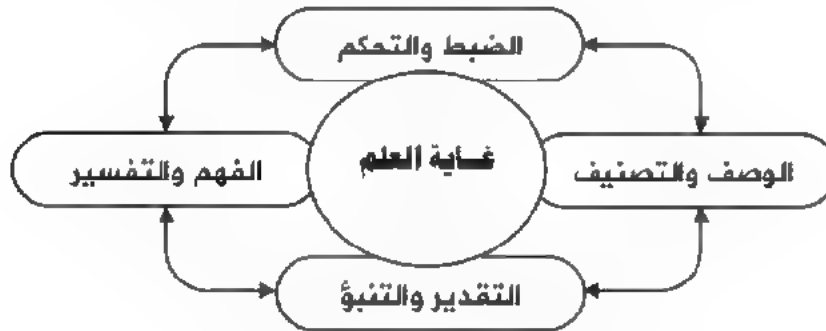 الضبط والتحكم
غاية العلم
الوصف والتصنيف
الفهم والتفسير
التقدير والتنبؤ